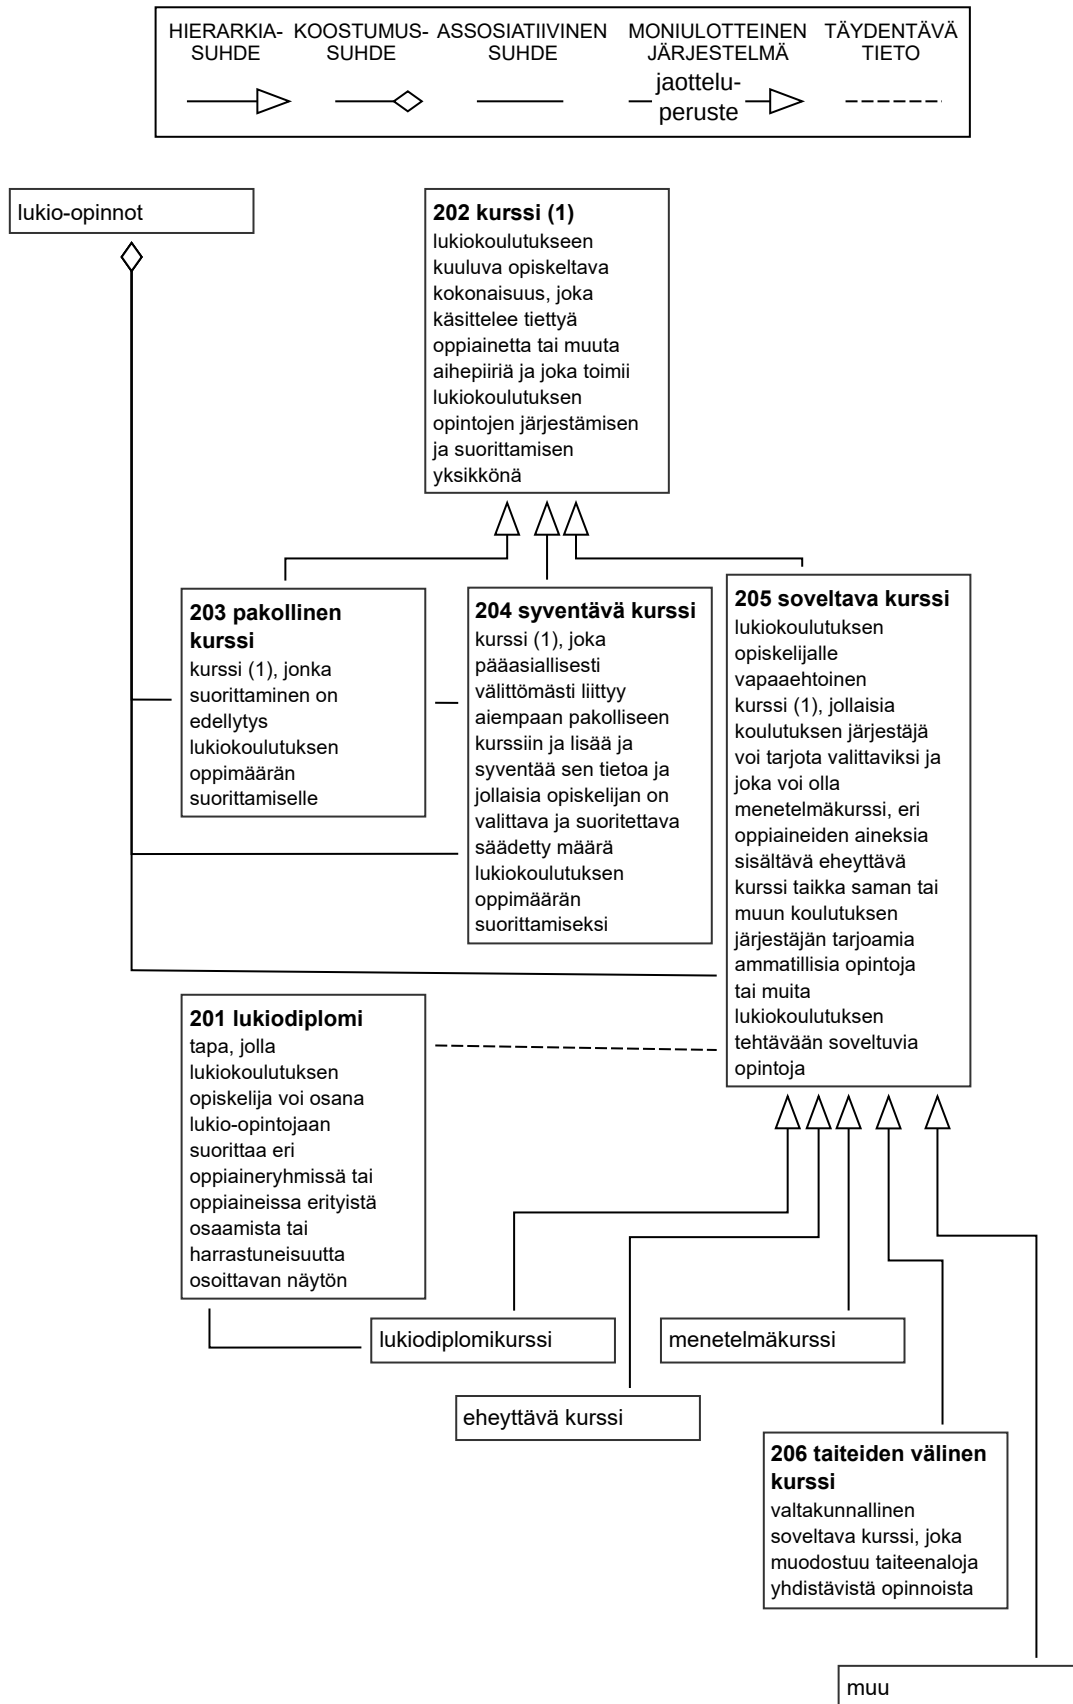 HIERARKIA-
SUHDE
KOOSTUMUS-
SUHDE
ASSOSIATIIVINEN
SUHDE
MONIULOTTEINEN
JÄRJESTELMÄ
jaottelu-
peruste
TÄYDENTÄVÄ
TIETO
lukio-opinnot
202 kurssi (1)
lukiokoulutukseen
kuuluva opiskeltava
kokonaisuus, joka
käsittelee tiettyä
oppiainetta tai muuta
aihepiiriä ja joka toimii
lukiokoulutuksen
opintojen järjestämisen
ja suorittamisen
yksikkönä
203 pakollinen
kurssi
kurssi (1), jonka
suorittaminen on
edellytys
lukiokoulutuksen
oppimäärän
suorittamiselle
204 syventävä kurssi
kurssi (1), joka
pääasiallisesti
välittömästi liittyy
aiempaan pakolliseen
kurssiin ja lisää ja
syventää sen tietoa ja
jollaisia opiskelijan on
valittava ja suoritettava
säädetty määrä
lukiokoulutuksen
oppimäärän
suorittamiseksi
205 soveltava kurssi
lukiokoulutuksen
opiskelijalle
vapaaehtoinen
kurssi (1), jollaisia
koulutuksen järjestäjä
voi tarjota valittaviksi ja
joka voi olla
menetelmäkurssi, eri
oppiaineiden aineksia
sisältävä eheyttävä
kurssi taikka saman tai
muun koulutuksen
järjestäjän tarjoamia
ammatillisia opintoja
tai muita
lukiokoulutuksen
tehtävään soveltuvia
opintoja
201 lukiodiplomi
tapa, jolla
lukiokoulutuksen
opiskelija voi osana
lukio-opintojaan
suorittaa eri
oppiaineryhmissä tai
oppiaineissa erityistä
osaamista tai
harrastuneisuutta
osoittavan näytön
lukiodiplomikurssi
menetelmäkurssi
eheyttävä kurssi
206 taiteiden välinen
kurssi
valtakunnallinen
soveltava kurssi, joka
muodostuu taiteenaloja
yhdistävistä opinnoista
muu